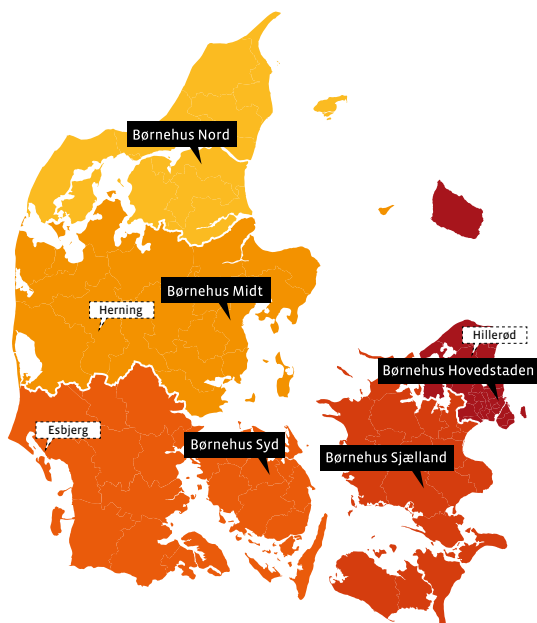 Børnehus Nord
Børnehus Midt
Herning
Hillerød
Børnehus Hovedstaden
Esbjerg
Børnehus Syd
Børnehus Sjælland